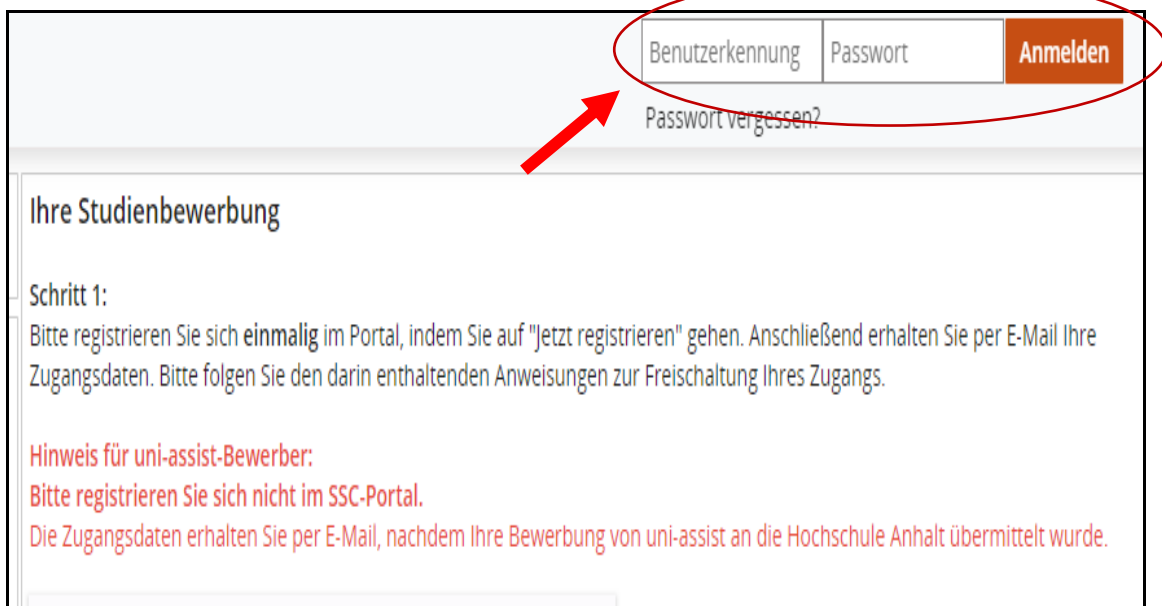 Benutzerkennung Passwort Anmelden
Passwort vergessen?
Ihre Studienbewerbung
Schritt 1:
Bitte registrieren Sie sich einmalig im Portal, indem Sie auf "Jetzt registrieren" gehen. Anschließend erhalten Sie per E-Mail Ihre
Zugangsdaten. Bitte folgen Sie den darin enthaltenden Anweisungen zur Freischaltung Ihres Zugangs.
Hinweis für uni-assist-Bewerber:
Bitte registrieren Sie sich nicht im SSC-Portal.
Die Zugangsdaten erhalten Sie per E-Mail, nachdem Ihre Bewerbung von uni-assist an die Hochschule Anhalt übermittelt wurde.